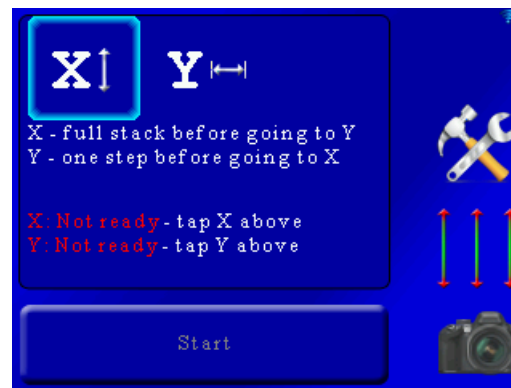 X Y
X - full stack before going to Y
Y - one step before going to X
X: Not ready - tap X above
Y: Not ready - tap Y above
Start